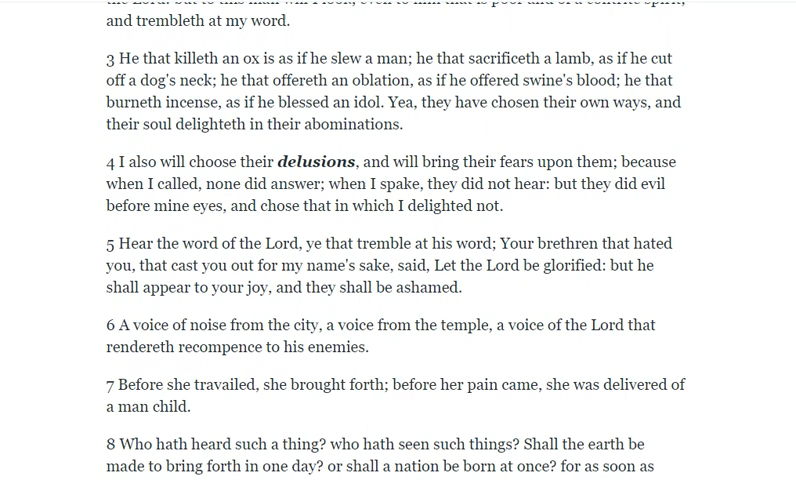 and trembleth at my word.
3 He that killeth an ox is as if he slew a man; he that sacrificeth a lamb, as if he cut
off a dog's neck; he that offereth an oblation, as if he offered swine's blood; he that
burneth incense, as if he blessed an idol. Yea, they have chosen their own ways, and
their soul delighteth in their abominations.
4 I also will choose their delusions, and will bring their fears upon them; because
when I called, none did answer; when I spake, they did not hear: but they did evil
before mine eyes, and chose that in which I delighted not.
5 Hear the word of the Lord, ye that tremble at his word; Your brethren that hated
you, that cast you out for my name's sake, said, Let the Lord be glorified: but he
shall appear to your joy, and they shall be ashamed.
6 A voice of noise from the city, a voice from the temple, a voice of the Lord that
rendereth recompence to his enemies.
7 Before she travailed, she brought forth; before her pain came, she was delivered of
a man child.
8 Who hath heard such a thing? who hath seen such things? Shall the earth be
made to bring forth in one day? or shall a nation be born at once? for as soon as